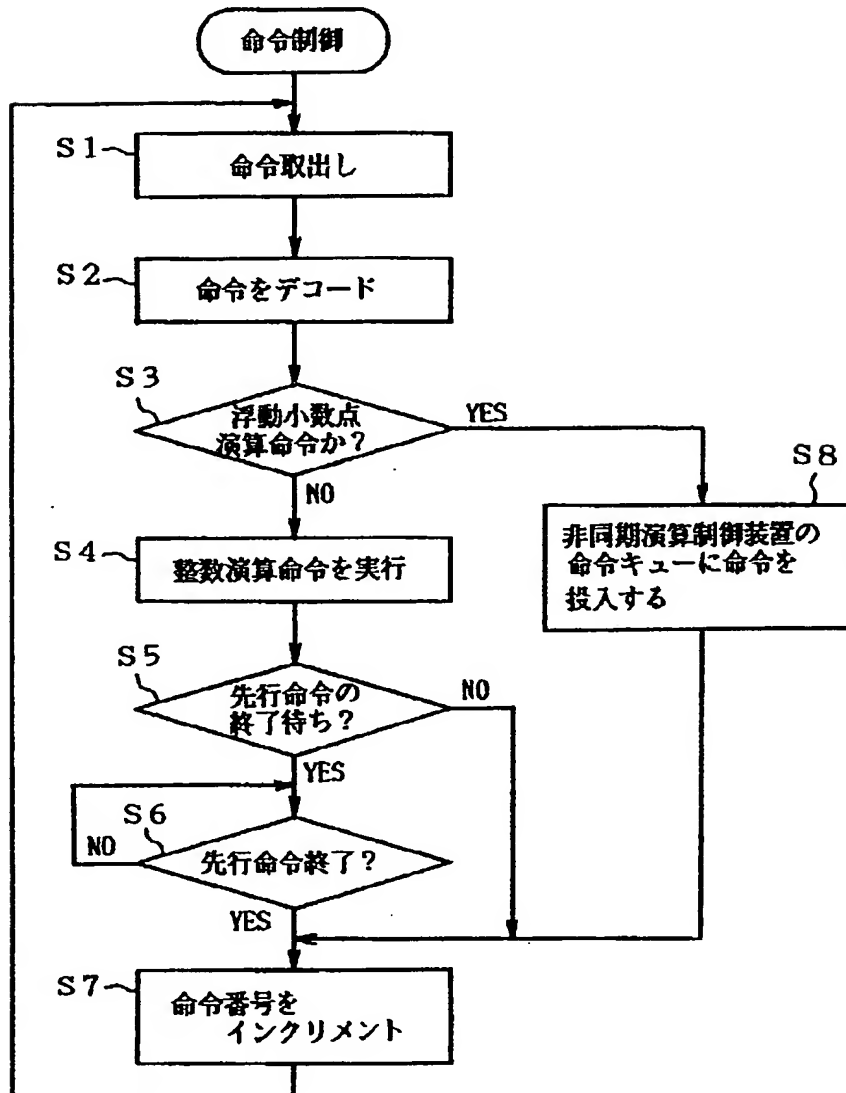 命令制御
S1
命令取出し
S2
命令をデコード
S3
浮動小数点
演算命令か?
YES
NO
S8
非同期演算制御装置の
命令キューに命令を
投入する
S4
整数演算命令を実行
S5
先行命令の
終了待ち?
NO
YES
S6
先行命令終了?
NO
YES
S7
命令番号を
インクリメント